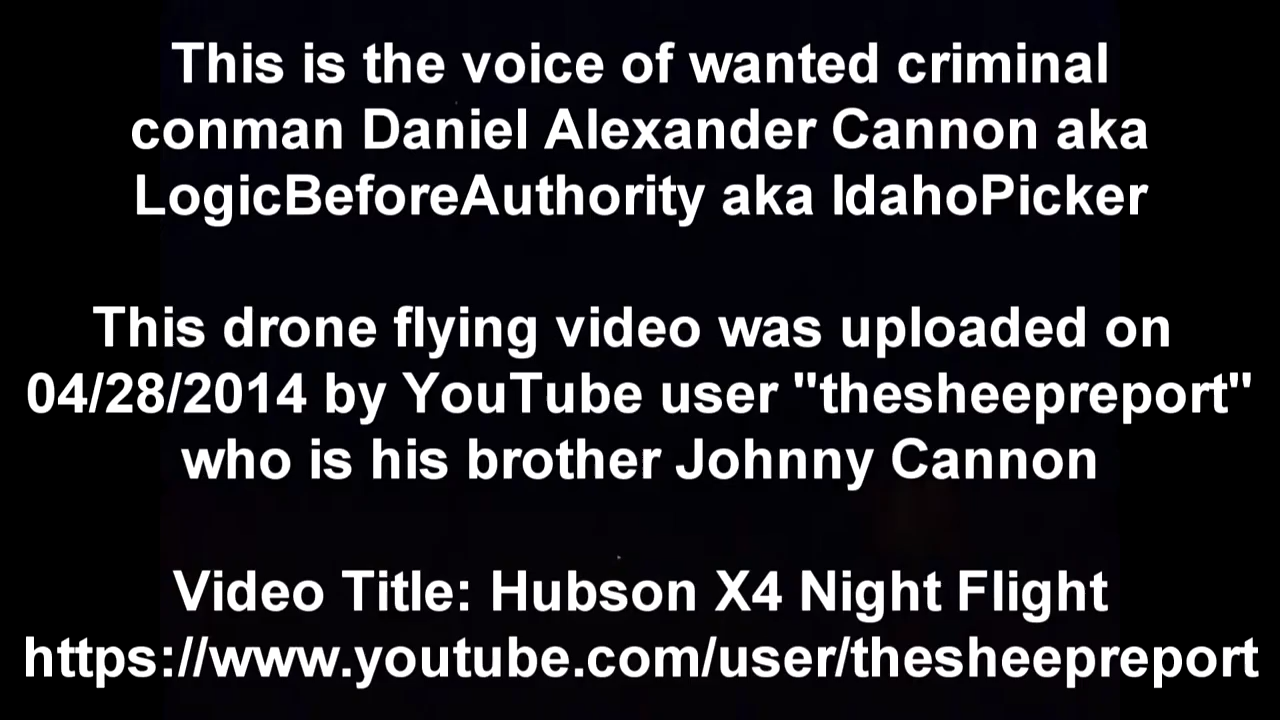 This is the voice of wanted criminal
conman Daniel Alexander Cannon aka
LogicBeforeAuthority aka IdahoPicker
This drone flying video was uploaded on
04/28/2014 by YouTube user "thesheepreport"
who is his brother Johnny Cannon
Video Title: Hubson X4 Night Flight
https://www.youtube.com/user/thesheepreport